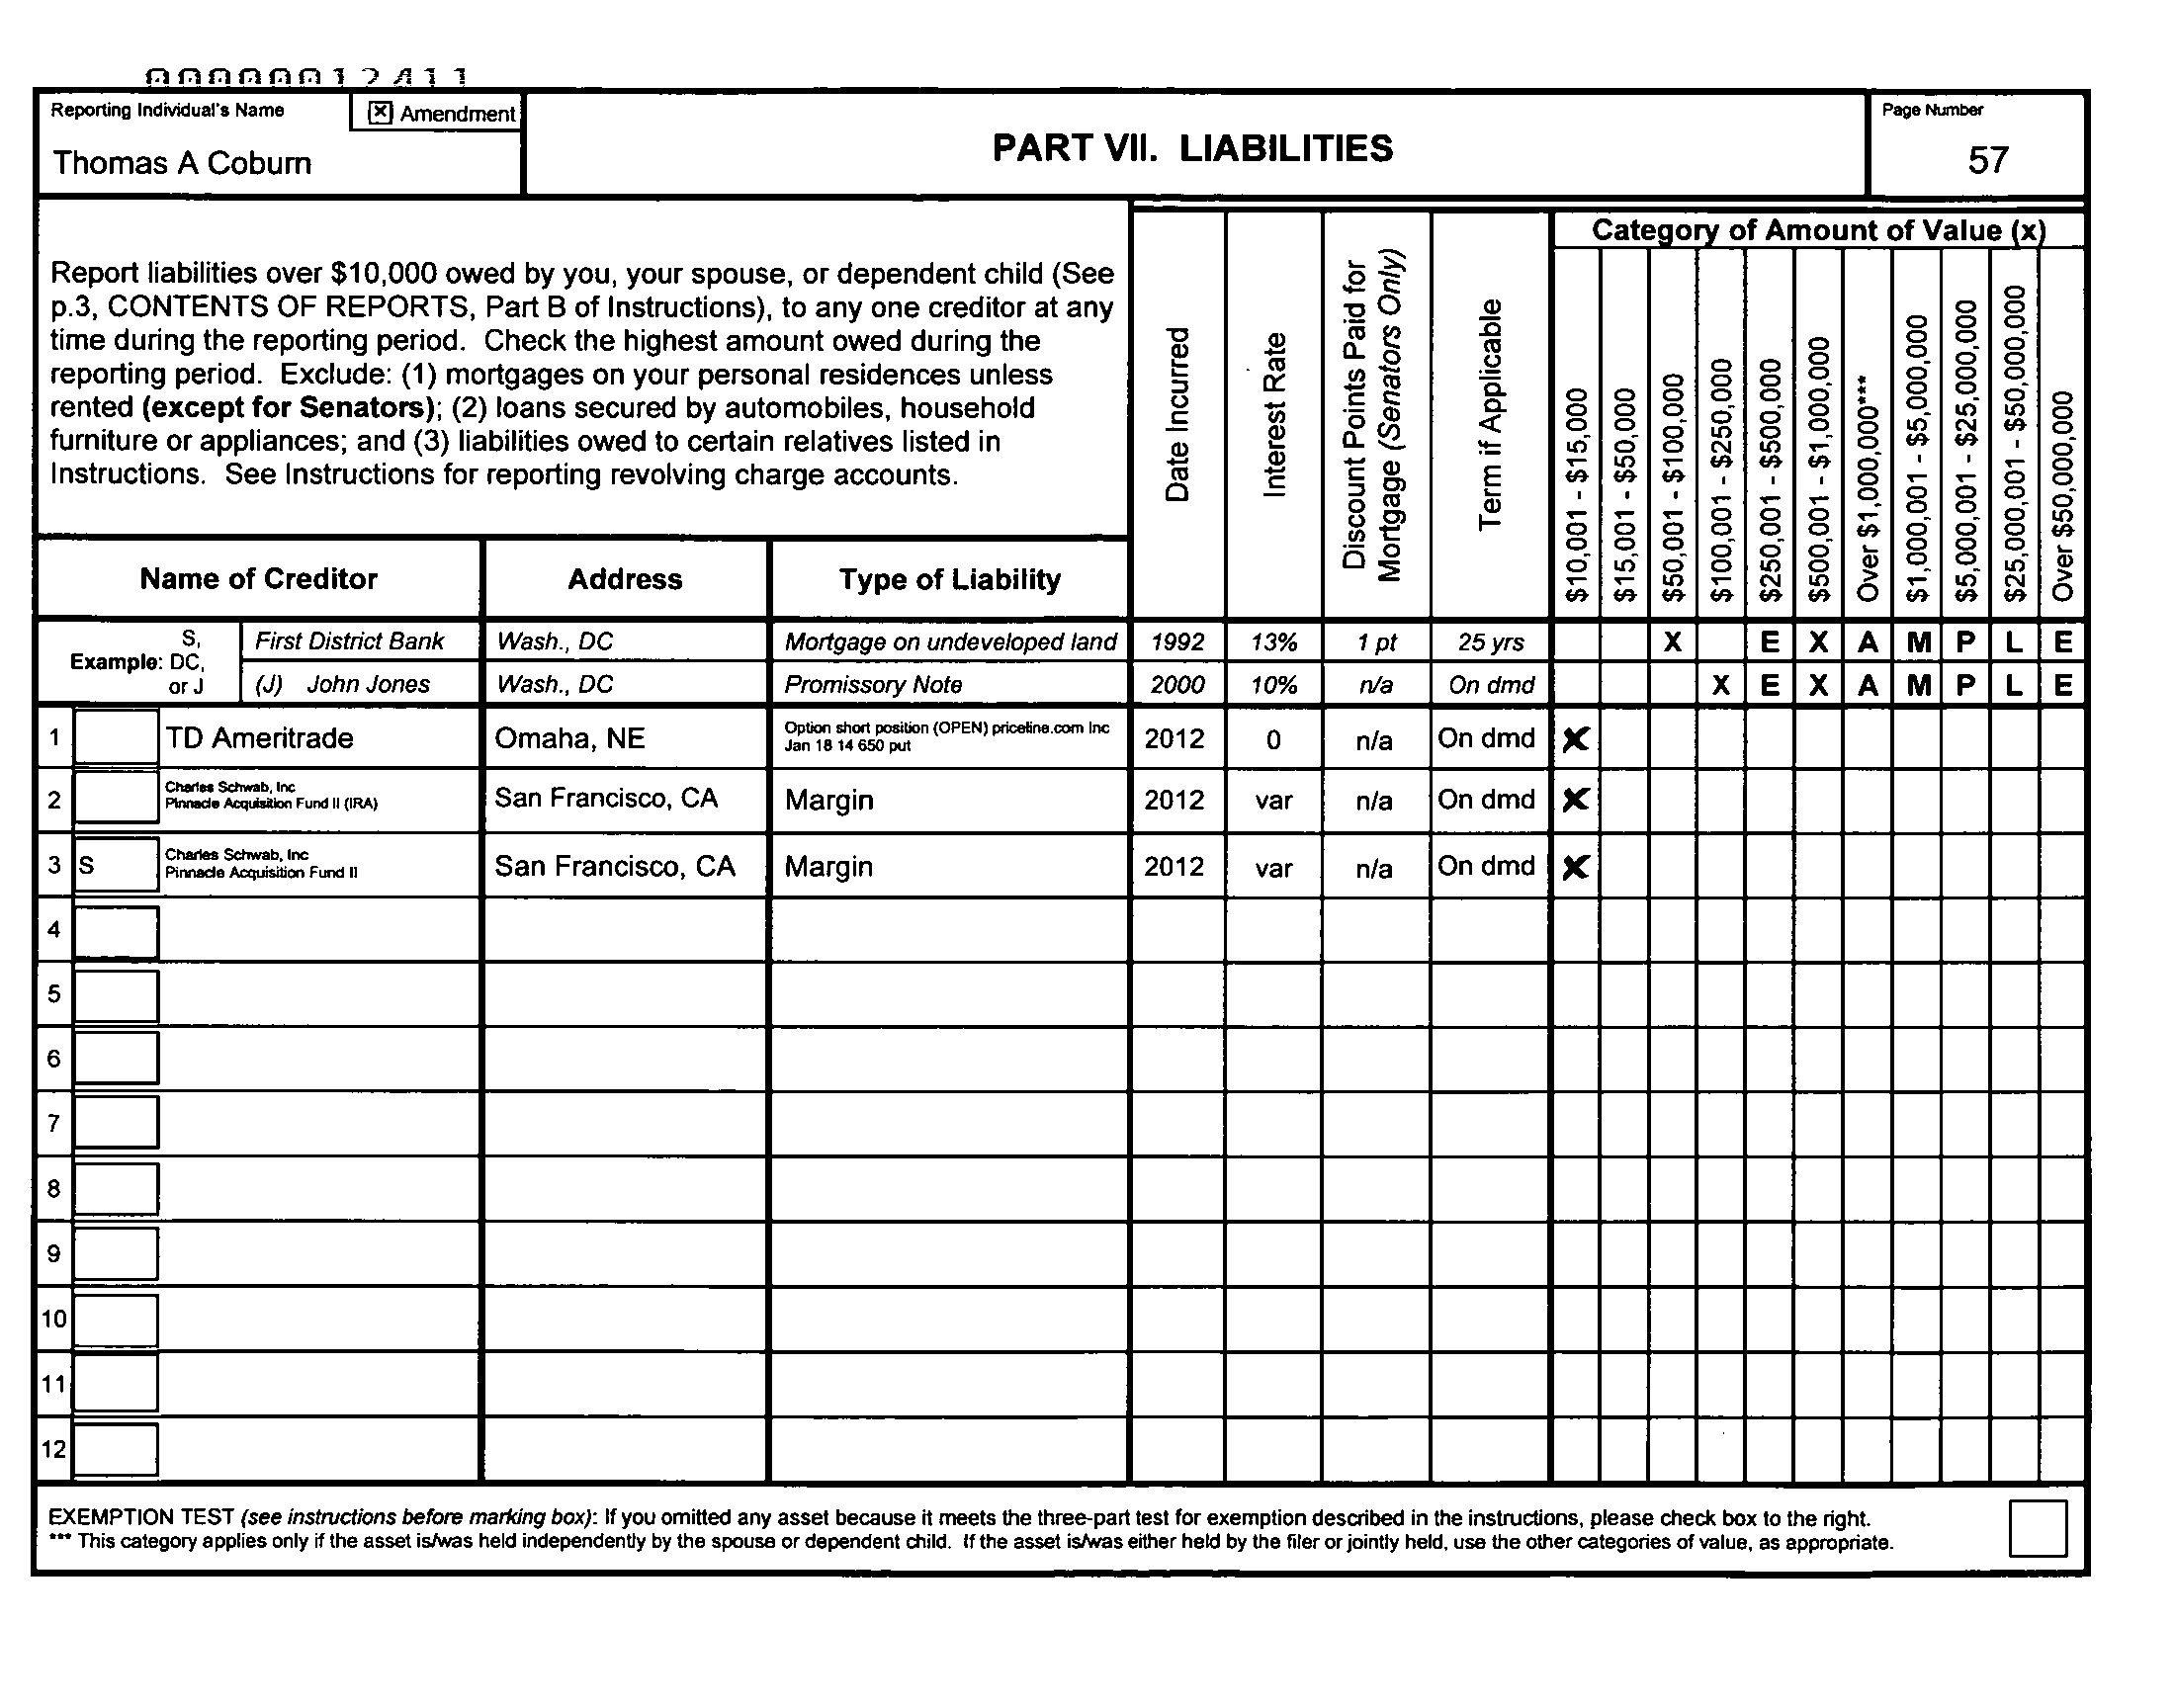 000000012411
Reporting Individual's Name
Amendment
Thomas A Coburn
PART VII. LIABILITIES
Page Number
57
Report liabilities over $10,000 owed by you, your spouse, or dependent child (See
p.3, CONTENTS OF REPORTS, Part B of Instructions), to any one creditor at any
time during the reporting period. Check the highest amount owed during the
reporting period. Exclude: (1) mortgages on your personal residences unless
rented (except for Senators); (2) loans secured by automobiles, household
furniture or appliances; and (3) liabilities owed to certain relatives listed in
Instructions. See Instructions for reporting revolving charge accounts.
Date Incurred
Interest Rate
Discount Points Paid for
Mortgage (Senators Only)
Term if Applicable
Category of Amount of Value (x)
$10,001 - $15,000
$15,001 - $50,000
$50,001 - $100,000
$100,001 - $250,000
$250,001 - $500,000
$500,001 - $1,000,000
Over $1,000,000***
$1,000,001 - $5,000,000
$5,000,001 - $25,000,000
$25,000,001 - $50,000,000
Over $50,000,000
Name of Creditor Address Type of Liability
Example: S,
DC,
or J
First District Bank Wash., DC Mortgage on undeveloped land 1992 13% 1 pt 25 yrs X E X A M P L E
(J) John Jones Wash., DC Promissory Note 2000 10% n/a On dmd X E X A M P L E
1 TD Ameritrade Omaha, NE Option short position (OPEN) priceline.com Inc
Jan 18 14 650 put 2012 0 n/a On dmd X
2 Charles Schwab, Inc
Pinnacle Acquisition Fund II (IRA) San Francisco, CA Margin 2012 var n/a On dmd X
3 S Charles Schwab, Inc
Pinnacle Acquisition Fund II San Francisco, CA Margin 2012 var n/a On dmd X
4
5
6
7
8
9
10
11
12
EXEMPTION TEST (see instructions before marking box): If you omitted any asset because it meets the three-part test for exemption described in the instructions, please check box to the right.
*** This category applies only if the asset is/was held independently by the spouse or dependent child. If the asset is/was either held by the filer or jointly held, use the other categories of value, as appropriate.